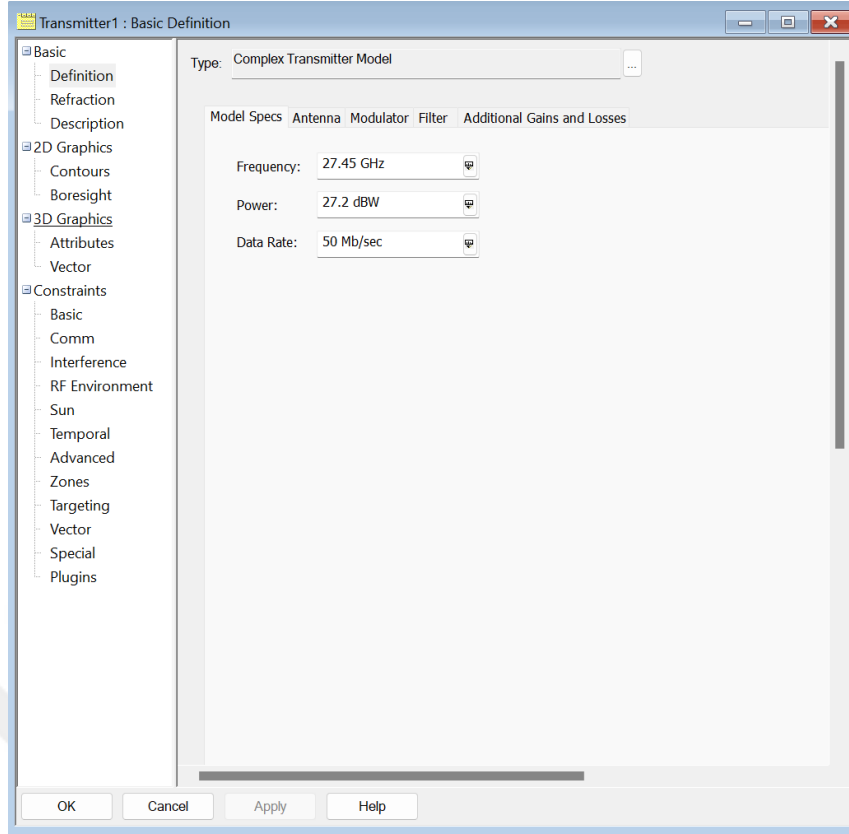 Transmitter1 : Basic Definition
Basic
Definition
Refraction
Description
2D Graphics
Contours
Boresight
3D Graphics
Attributes
Vector
Constraints
Basic
Comm
Interference
RF Environment
Sun
Temporal
Advanced
Zones
Targeting
Vector
Special
Plugins
Type: Complex Transmitter Model ...
Model Specs Antenna Modulator Filter Additional Gains and Losses
Frequency: 27.45 GHz
Power: 27.2 dBW
Data Rate: 50 Mb/sec
OK Cancel Apply Help